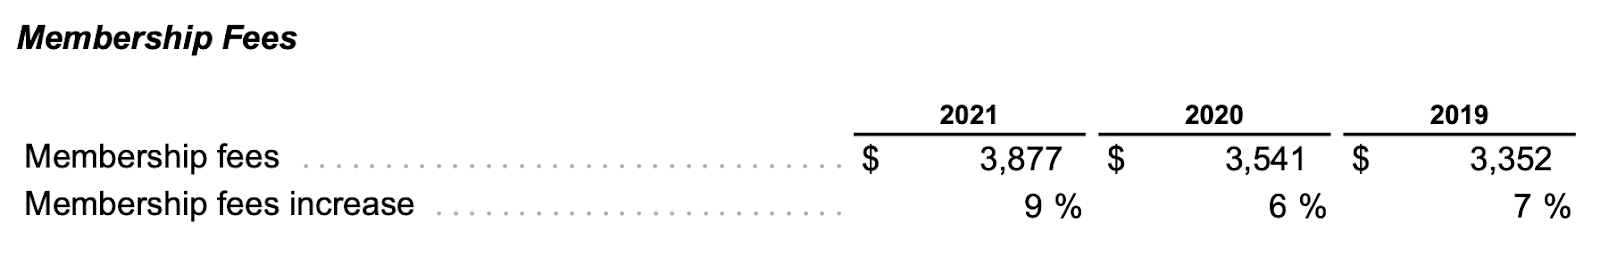 Membership Fees
2021 2020 2019
Membership fees ................................. $ 3,877 $ 3,541 $ 3,352
Membership fees increase ......................... 9 % 6 % 7 %